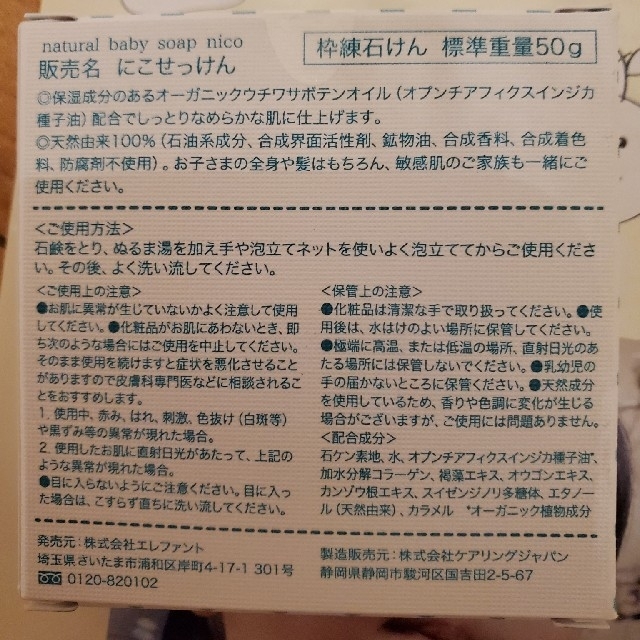 natural baby soap nico
販売名 にこせっけん
枠練石けん 標準重量50g
◎保湿成分のあるオーガニックウチワサボテンオイル（オプンチアフィクスインジカ
種子油）配合でしっとりなめらかな肌に仕上げます。
◎天然由来100%（石油系成分、合成界面活性剤、鉱物油、合成香料、合成着色
料、防腐剤不使用）。お子さまの全身や髪はもちろん、敏感肌のご家族も一緒にご
使用ください。
＜ご使用方法＞
石鹸をとり、ぬるま湯を加え手や泡立てネットを使いよく泡立ててからご使用くださ
い。その後、よく洗い流してください。
＜ご使用上の注意＞
●お肌に異常が生じていないかよく注意して使用
してください。●化粧品がお肌にあわないとき、即
ち次のような場合にはご使用を中止してください。
そのまま使用を続けますと症状を悪化させること
がありますので皮膚科専門医などに相談されるこ
とをおすすめします。
1. 使用中、赤み、はれ、刺激、色抜け（白斑等）
や黒ずみ等の異常が現れた場合。
2. 使用したお肌に直射日光があたって、上記の
ような異常が現れた場合。
●目に入らないようにご注意ください。目に入っ
た場合は、こすらず直ちに洗い流してください。
＜保管上の注意＞
●化粧品は清潔な手で取り扱ってください。●使
用後は、水はけのよい場所に保管してください。
●極端に高温、または低温の場所、直射日光のあ
たる場所には保管しないでください。●乳幼児の
手の届かないところに保管ください。●天然成分
を使用しているため、香りや色調に変化が生じる
場合がございますが、ご使用には問題ありません。
＜配合成分＞
石ケン素地、水、オプンチアフィクスインジカ種子油*、
加水分解コラーゲン、褐藻エキス、オウゴンエキス、
カンゾウ根エキス、スイゼンジノリ多糖体、エタノー
ル（天然由来）、カラメル *オーガニック植物成分
発売元：株式会社エレファント
埼玉県さいたま市浦和区岸町4-17-1 301号
0120-820102
製造販売元：株式会社ケアリングジャパン
静岡県静岡市駿河区国吉田2-5-67